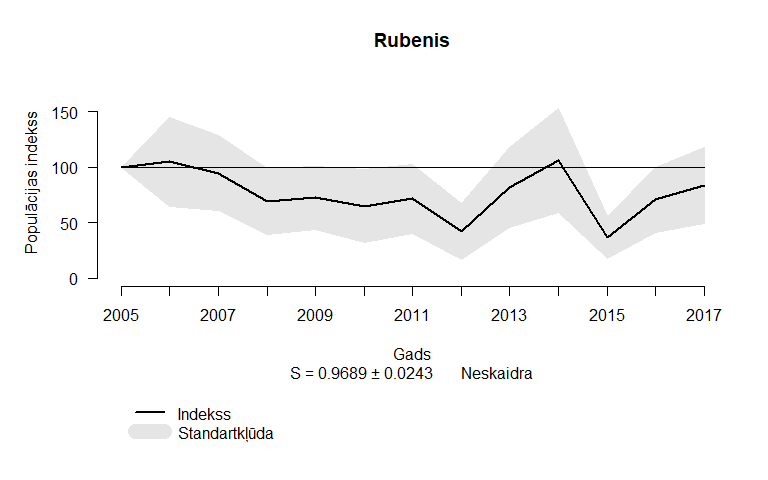 Rubenis
Populācijas indekss
150
100
50
0
2005 2007 2009 2011 2013 2015 2017
Gads
S = 0.9689 ± 0.0243 Neskaidra
Indekss
Standartkļūda